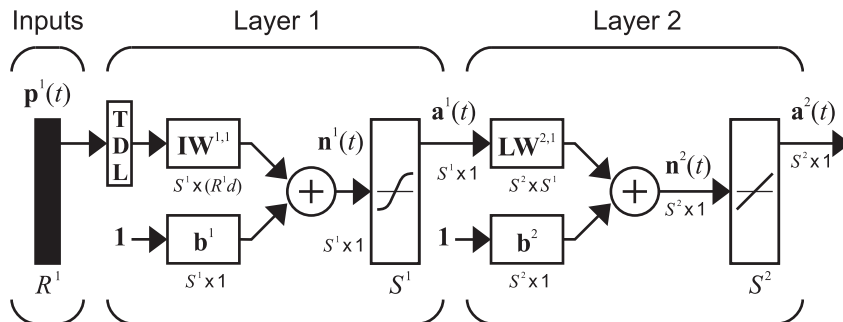 Inputs
Layer 1
Layer 2
p¹(t)
TDL
IW¹,¹
S¹ x (R¹d)
1
b¹
S¹ x 1
n¹(t)
S¹ x 1
a¹(t)
S¹ x 1
LW²,¹
S² x S¹
1
b²
S² x 1
n²(t)
S² x 1
a²(t)
S² x 1
R¹
S¹
S²